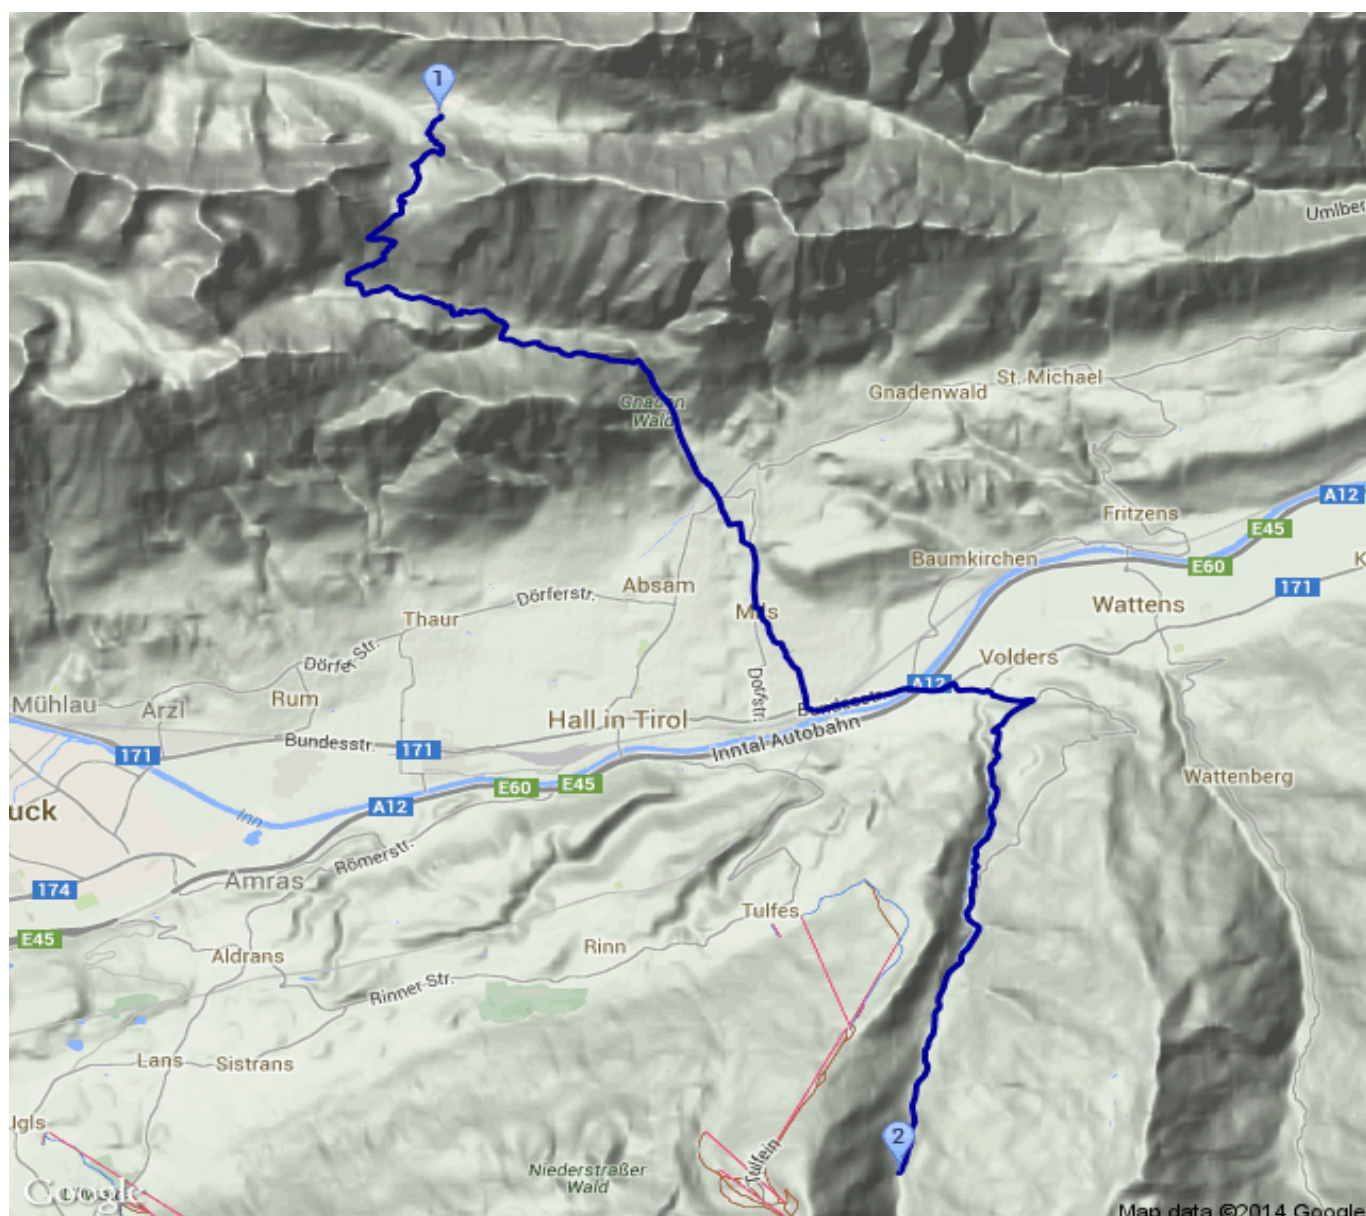 1
Umlber
St. Michael
Gnadenwald
Gnaden
Wald
A12
Fritzens
E45
Baumkirchen
E60
K
171
Absam
Dörferstr.
Wattens
Mils
Thaur
Dörfer Str.
Volders
Rum
Mühlau
Arzl
A12
Dorfstr.
Bundesstr.
Hall in Tirol
Bundesstr.
171
Inntal Autobahn
171
Wattenberg
E60
E45
A12
uck
Inn
Römerstr.
174
Amras
Tulfes
E45
Rinn
Aldrans
Rinner Str.
Lans
Sistrans
Igls
2
Tulfein
Niederstraßer
Wald
Google
Map data ©2014 Google